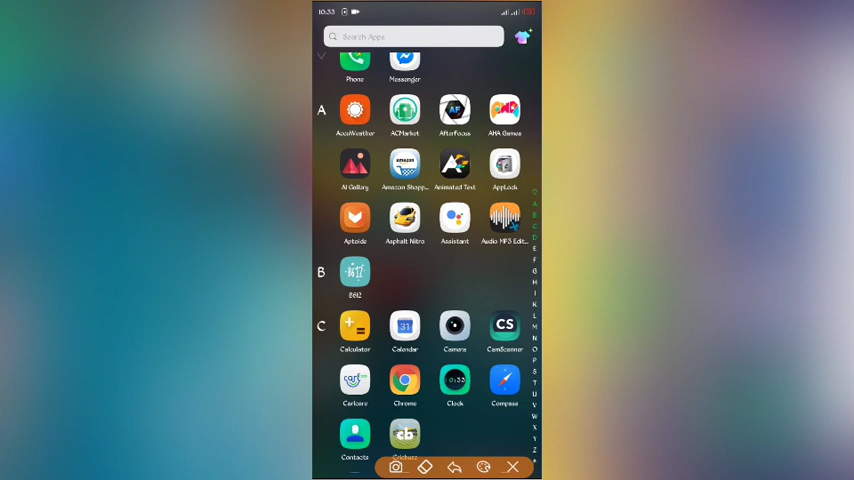 10:33
Search Apps
Phone Messenger
A
AccuWeather ACMarket AfterFocus AHA Games
AI Gallery Amazon Shopp... Animated Text AppLock
Aptoide Asphalt Nitro Assistant Audio MP3 Edit...
B
B612
C
Calculator Calendar Camera CamScanner
Carlcare Chrome Clock Compass
Contacts Cricbuzz
A
B
C
D
E
F
G
H
I
K
L
M
N
O
P
S
T
U
V
W
X
Y
Z
#